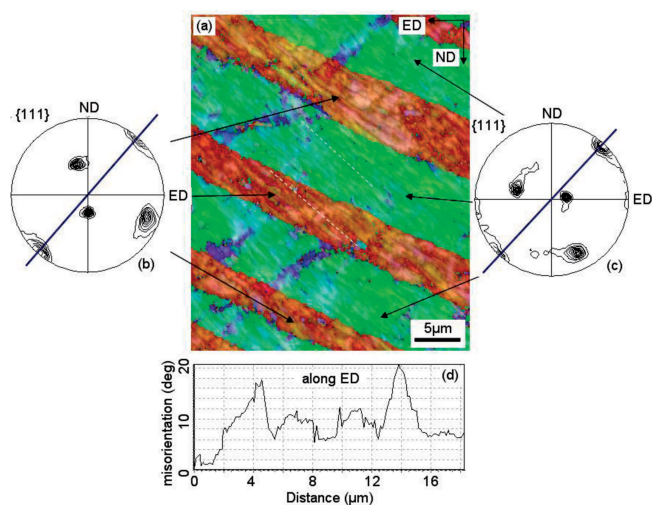 (a)
ED
ND
{111}
ND
ED
(b)
{111}
ND
ED
(c)
5µm
(d)
along ED
misorientation (deg)
20
10
0
0
4
8
12
16
Distance (µm)